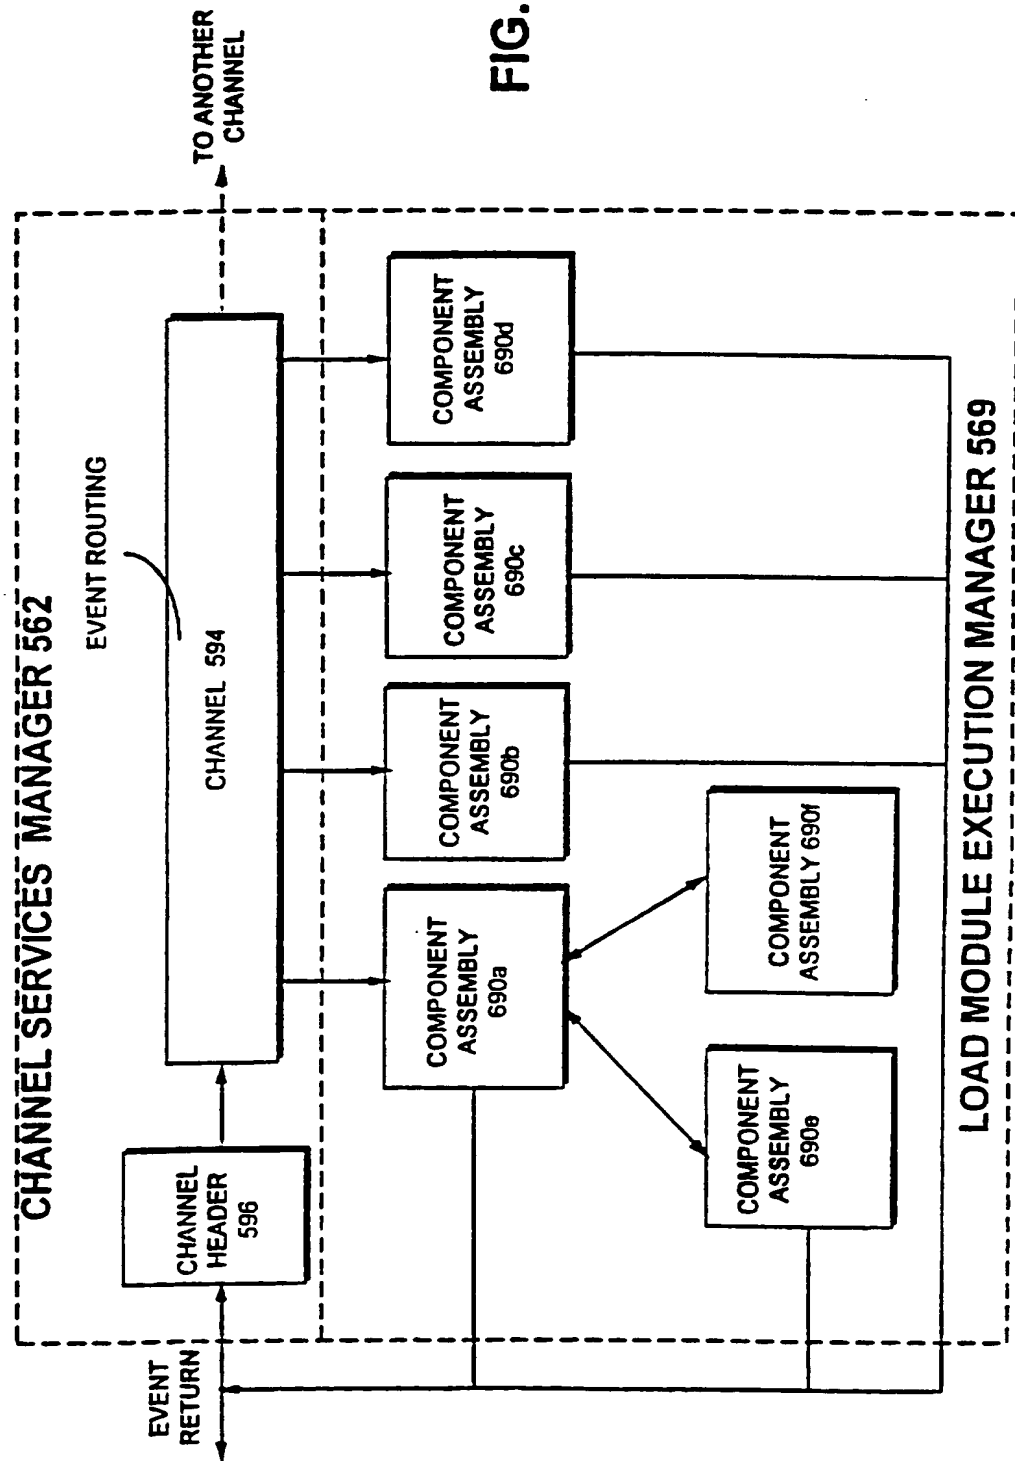 CHANNEL SERVICES MANAGER 562
EVENT ROUTING
EVENT
RETURN
CHANNEL
HEADER
596
CHANNEL 594
TO ANOTHER
CHANNEL
FIG.
COMPONENT
ASSEMBLY
690a
COMPONENT
ASSEMBLY
690b
COMPONENT
ASSEMBLY
690c
COMPONENT
ASSEMBLY
690d
COMPONENT
ASSEMBLY
690e
COMPONENT
ASSEMBLY 690f
LOAD MODULE EXECUTION MANAGER 569